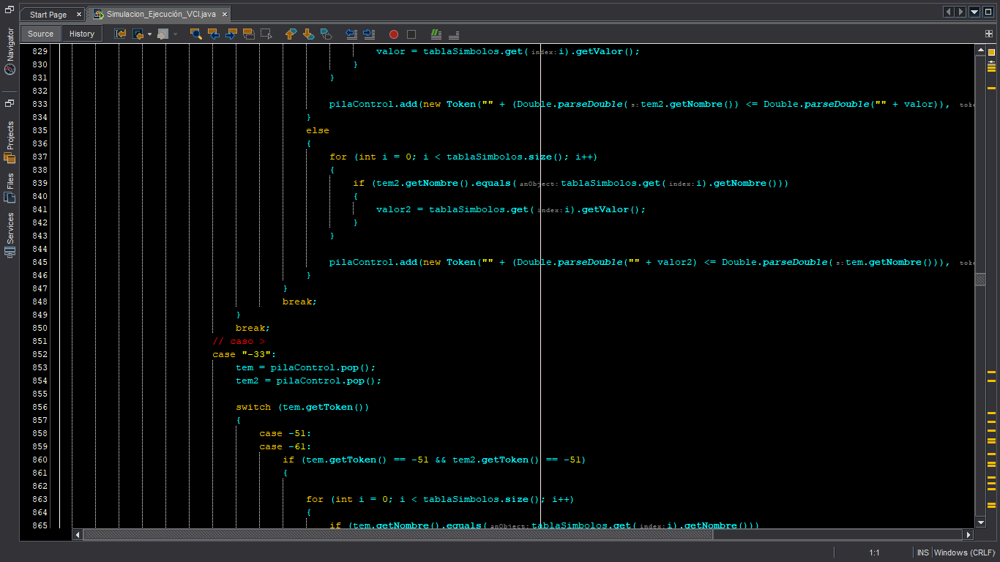 Start Page
Simulacion_Ejecución_VCI.java
Source
History
Navigator
Projects
Files
Services
829 valor = tablaSimbolos.get(index:i).getValor();
830 }
831 }
832
833 pilaControl.add(new Token("" + (Double.parseDouble(s:tem2.getNombre()) <= Double.parseDouble("" + valor)), toke
834 }
835 else
836 {
837 for (int i = 0; i < tablaSimbolos.size(); i++)
838 {
839 if (tem2.getNombre().equals(anObject:tablaSimbolos.get(index:i).getNombre()))
840 {
841 valor2 = tablaSimbolos.get(index:i).getValor();
842 }
843 }
844
845 pilaControl.add(new Token("" + (Double.parseDouble("" + valor2) <= Double.parseDouble(s:tem.getNombre())), toke
846 }
847 }
848 break;
849 }
850 break;
851 // caso >
852 case "-33":
853 tem = pilaControl.pop();
854 tem2 = pilaControl.pop();
855
856 switch (tem.getToken())
857 {
858 case -51:
859 case -61:
860 if (tem.getToken() == -51 && tem2.getToken() == -51)
861 {
862
863 for (int i = 0; i < tablaSimbolos.size(); i++)
864 {
865 if (tem.getNombre().equals(anObject:tablaSimbolos.get(index:i).getNombre()))
1:1 INS Windows (CRLF)